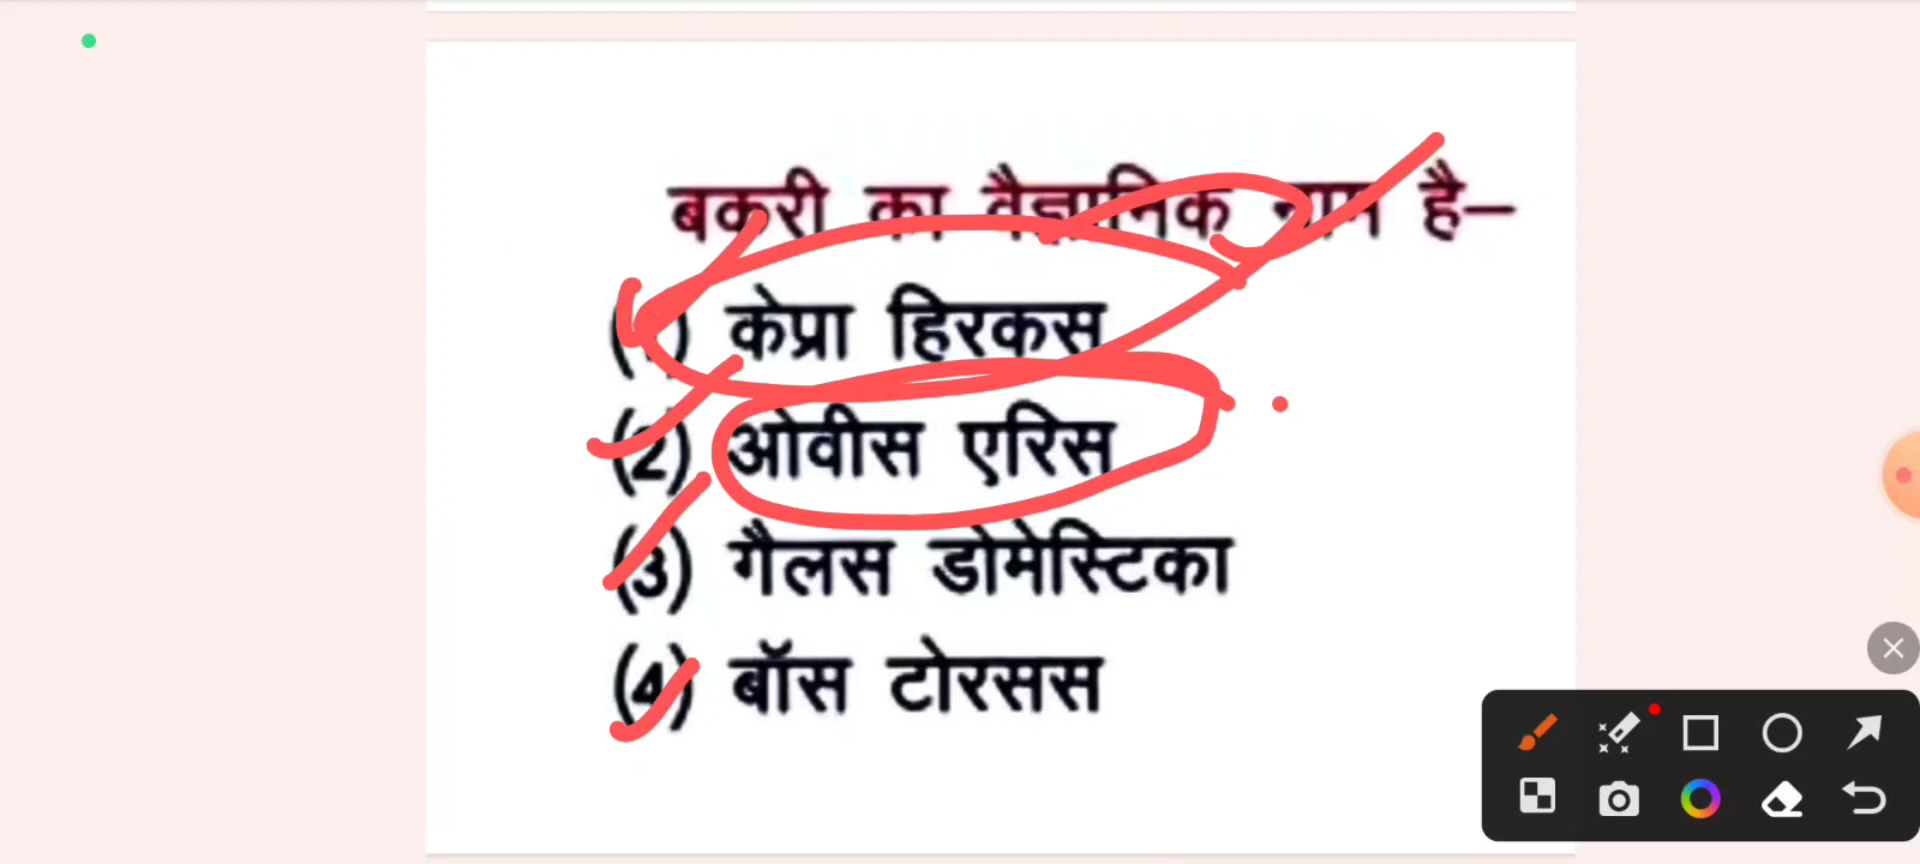 बकरी का वैज्ञानिक नाम है–
(1) केप्रा हिरकस
(2) ओवीस एरिस
(3) गैलस डोमेस्टिका
(4) बॉस टोरसस